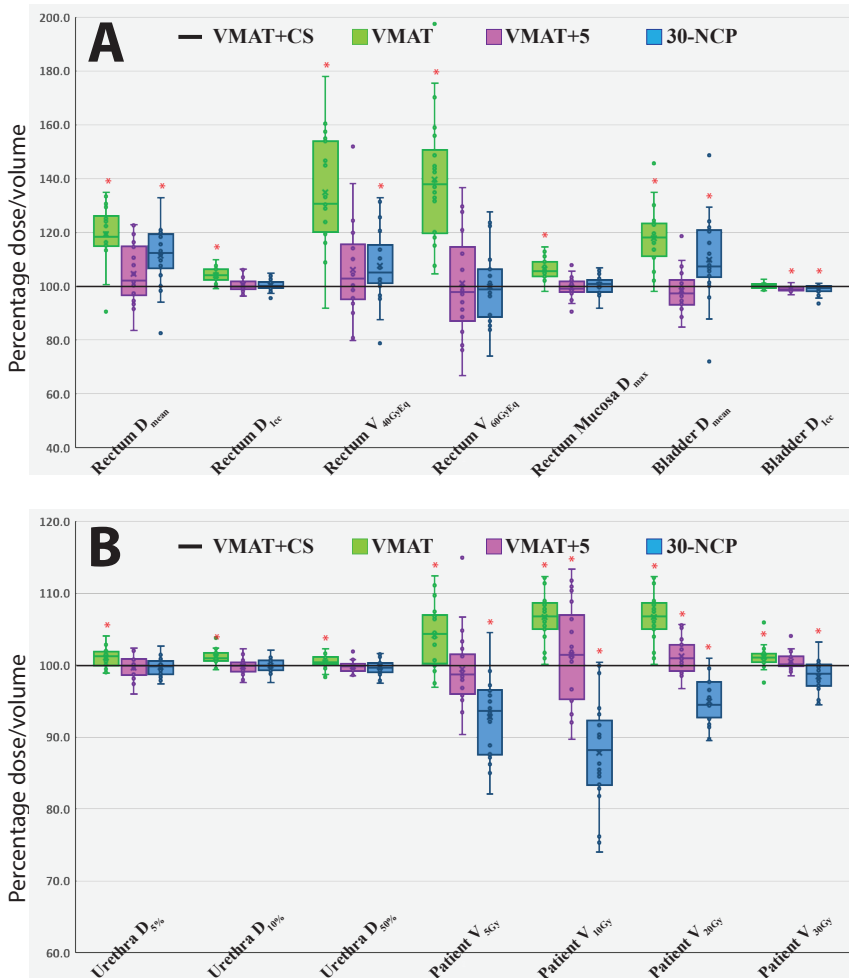 A
VMAT+CS VMAT VMAT+5 30-NCP
Percentage dose/volume
200.0
180.0
160.0
140.0
120.0
100.0
80.0
60.0
40.0
* * * * * * * * * * *
Rectum Dmean
Rectum D1cc
Rectum V40GyEq
Rectum V60GyEq
Rectum Mucosa Dmax
Bladder Dmean
Bladder D1cc
B
VMAT+CS VMAT VMAT+5 30-NCP
Percentage dose/volume
120.0
110.0
100.0
90.0
80.0
70.0
60.0
* * * * * * * * * * * * *
Urethra D5%
Urethra D10%
Urethra D50%
Patient V5Gy
Patient V10Gy
Patient V20Gy
Patient V30Gy